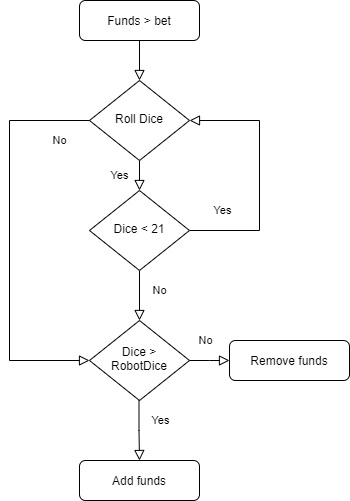 Funds > bet
Roll Dice
No
Yes
Yes
Dice < 21
No
Dice >
RobotDice
No
Remove funds
Yes
Add funds